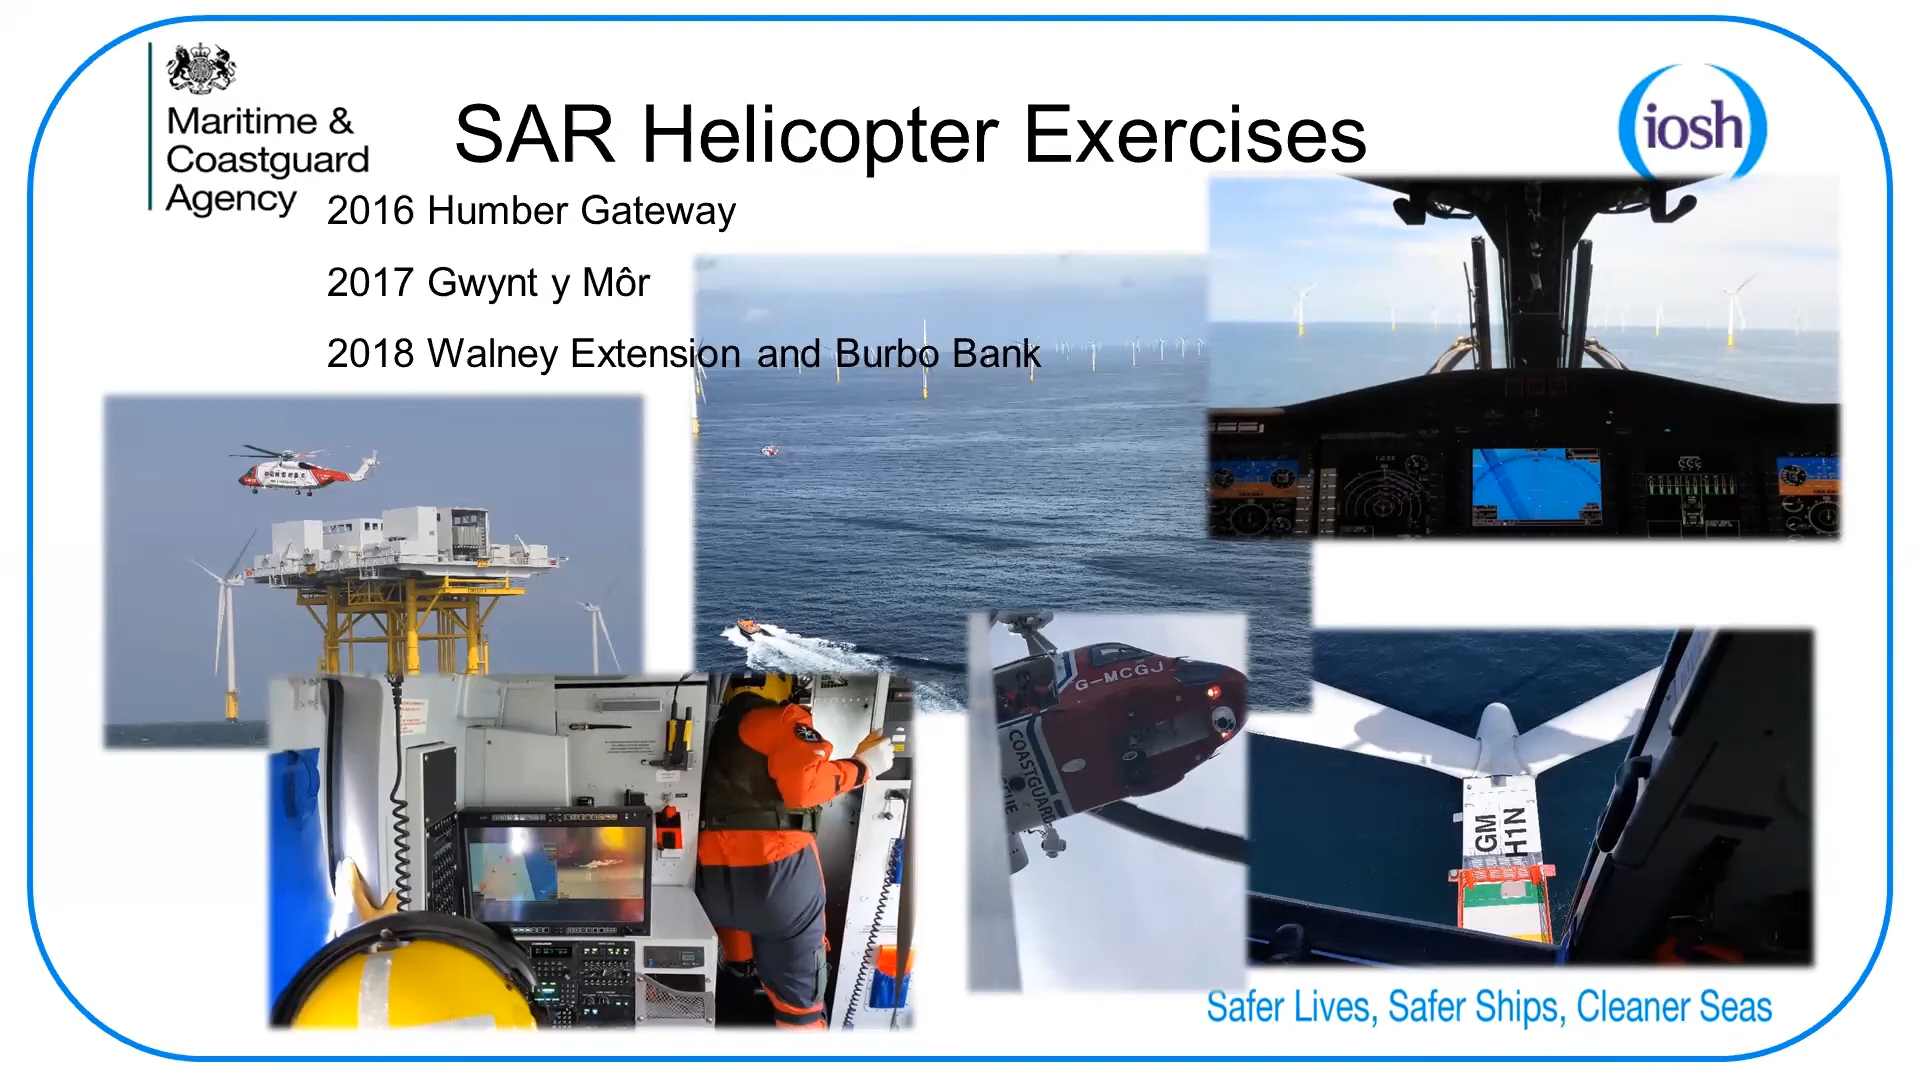 Maritime &
Coastguard
Agency
SAR Helicopter Exercises
iosh
2016 Humber Gateway
2017 Gwynt y Môr
2018 Walney Extension and Burbo Bank
G-MCGJ
COASTGUARD
GM
H1N
Safer Lives, Safer Ships, Cleaner Seas